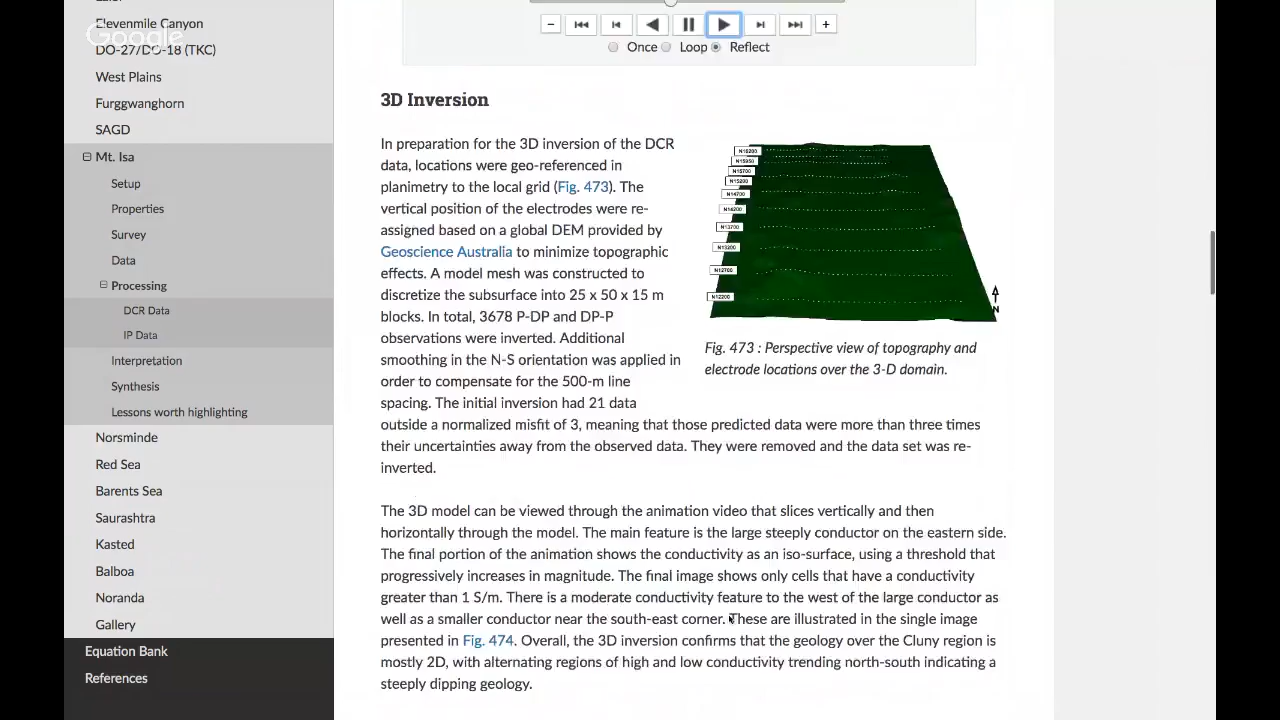 Elevenmile Canyon
Google
DO-27/DO-18 (TKC)
West Plains
Furggwanghorn
SAGD
Mt. Isa
Setup
Properties
Survey
Data
Processing
DCR Data
IP Data
Interpretation
Synthesis
Lessons worth highlighting
Norsminde
Red Sea
Barents Sea
Saurashtra
Kasted
Balboa
Noranda
Gallery
Equation Bank
References
Once Loop Reflect
3D Inversion
In preparation for the 3D inversion of the DCR
data, locations were geo-referenced in
planimetry to the local grid (Fig. 473). The
vertical position of the electrodes were re-
assigned based on a global DEM provided by
Geoscience Australia to minimize topographic
effects. A model mesh was constructed to
discretize the subsurface into 25 x 50 x 15 m
blocks. In total, 3678 P-DP and DP-P
observations were inverted. Additional
smoothing in the N-S orientation was applied in
order to compensate for the 500-m line
spacing. The initial inversion had 21 data
outside a normalized misfit of 3, meaning that those predicted data were more than three times
their uncertainties away from the observed data. They were removed and the data set was re-
inverted.
N16200
N15950
N15700
N15200
N14700
N14200
N13700
N13200
N12700
N12200
N
Fig. 473 : Perspective view of topography and
electrode locations over the 3-D domain.
The 3D model can be viewed through the animation video that slices vertically and then
horizontally through the model. The main feature is the large steeply conductor on the eastern side.
The final portion of the animation shows the conductivity as an iso-surface, using a threshold that
progressively increases in magnitude. The final image shows only cells that have a conductivity
greater than 1 S/m. There is a moderate conductivity feature to the west of the large conductor as
well as a smaller conductor near the south-east corner. These are illustrated in the single image
presented in Fig. 474. Overall, the 3D inversion confirms that the geology over the Cluny region is
mostly 2D, with alternating regions of high and low conductivity trending north-south indicating a
steeply dipping geology.